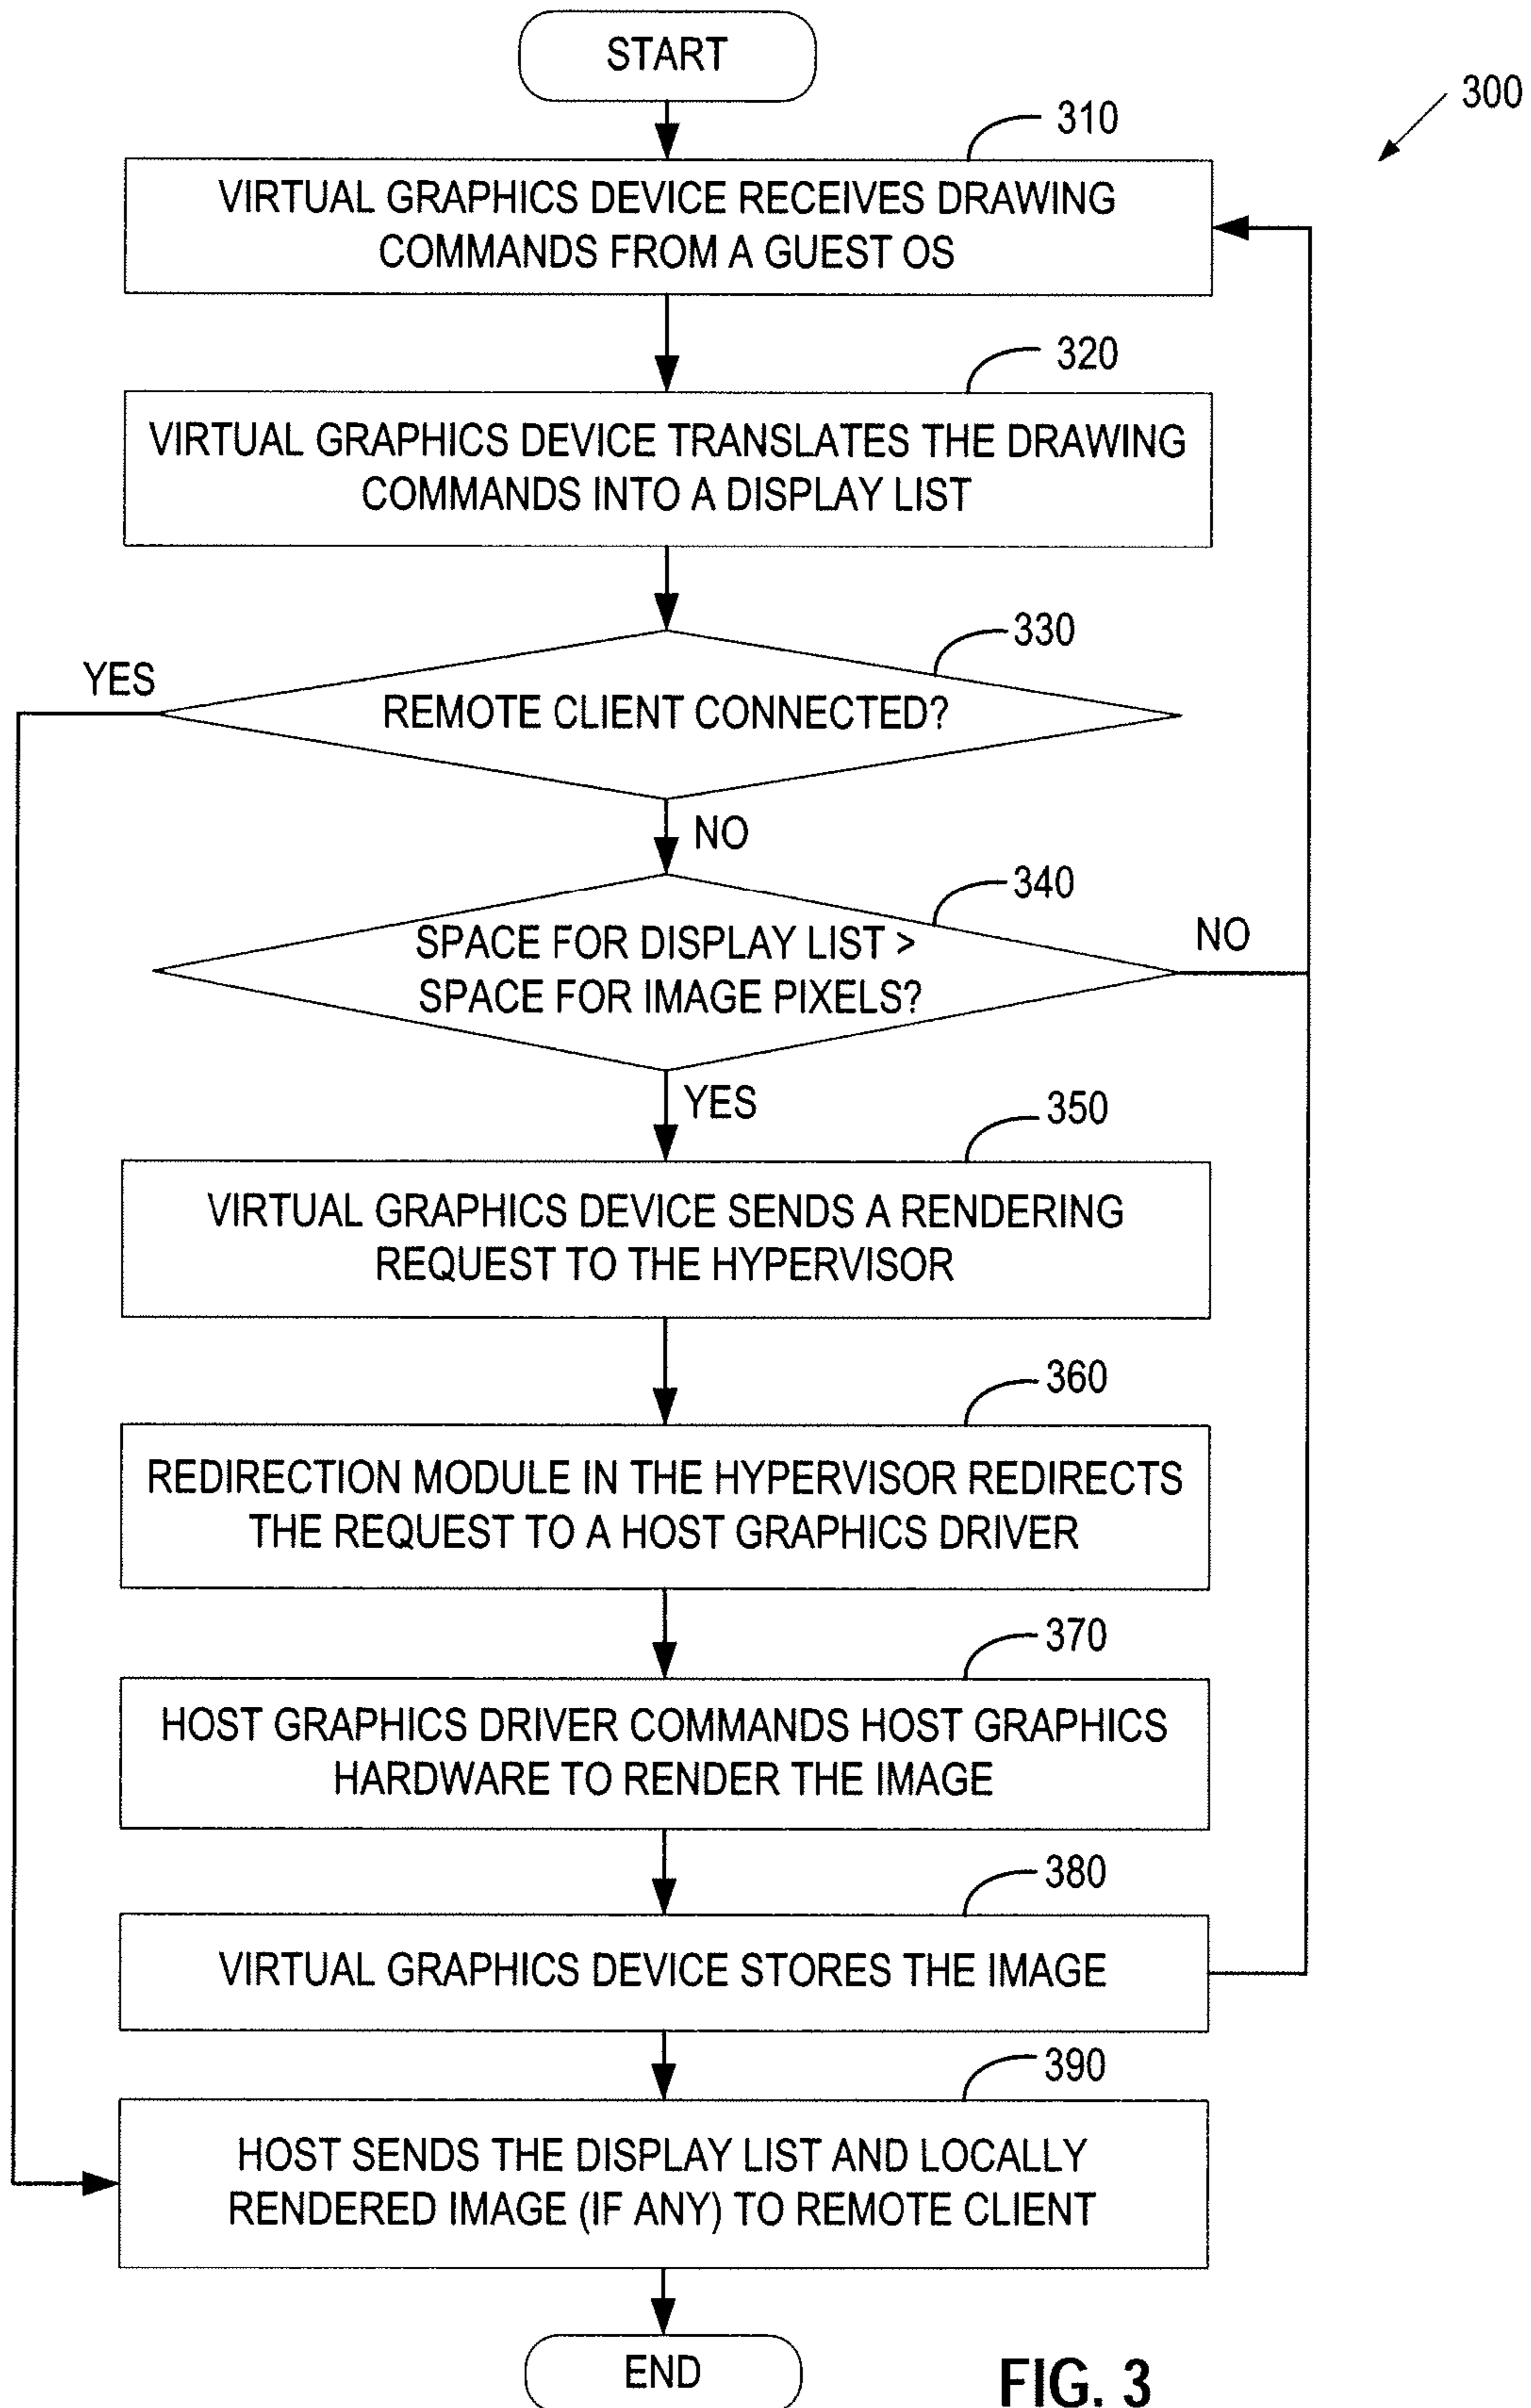 START
300
310
VIRTUAL GRAPHICS DEVICE RECEIVES DRAWING
COMMANDS FROM A GUEST OS
320
VIRTUAL GRAPHICS DEVICE TRANSLATES THE DRAWING
COMMANDS INTO A DISPLAY LIST
330
YES
REMOTE CLIENT CONNECTED?
NO
340
SPACE FOR DISPLAY LIST >
SPACE FOR IMAGE PIXELS?
NO
YES
350
VIRTUAL GRAPHICS DEVICE SENDS A RENDERING
REQUEST TO THE HYPERVISOR
360
REDIRECTION MODULE IN THE HYPERVISOR REDIRECTS
THE REQUEST TO A HOST GRAPHICS DRIVER
370
HOST GRAPHICS DRIVER COMMANDS HOST GRAPHICS
HARDWARE TO RENDER THE IMAGE
380
VIRTUAL GRAPHICS DEVICE STORES THE IMAGE
390
HOST SENDS THE DISPLAY LIST AND LOCALLY
RENDERED IMAGE (IF ANY) TO REMOTE CLIENT
END
FIG. 3